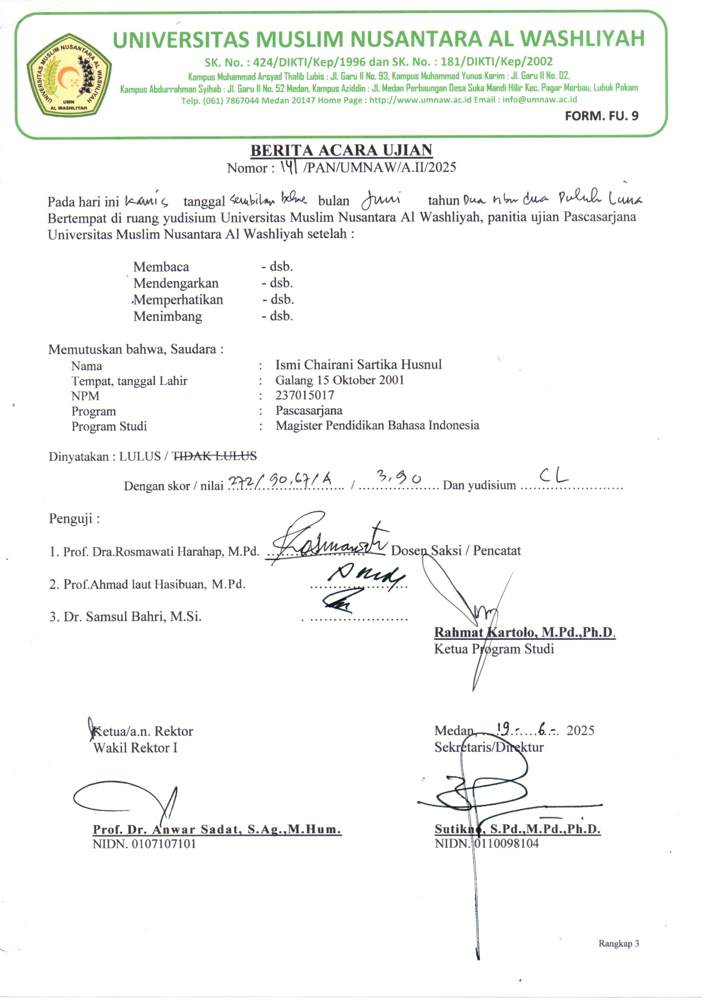 UNIVERSITAS MUSLIM NUSANTARA AL WASHLIYAH
SK. No. : 424/DIKTI/Kep/1996 dan SK. No. : 181/DIKTI/Kep/2002
Kampus Muhammad Arsyad Thalib Lubis : Jl. Garu II No. 93, Kampus Muhammad Yunus Karim : Jl. Garu II No. 02,
Kampus Abdurrahman Syihab : Jl. Garu II No. 52 Medan, Kampus Aziddin : Jl. Medan Perbaungan Desa Suka Mandi Hilir Kec. Pagar Merbau, Lubuk Pakam
Telp. (061) 7867044 Medan 20147 Home Page : http://www.umnaw.ac.id Email : info@umnaw.ac.id
FORM. FU. 9
UNIVERSITAS MUSLIM NUSANTARA AL WASHLIYAH
UMN
AL WASHLIYAH
BERITA ACARA UJIAN
Nomor : 141 /PAN/UMNAW/A.II/2025
Pada hari ini Kamis tanggal sembilan belas bulan Juni tahun Dua ribu dua Puluh Lima
Bertempat di ruang yudisium Universitas Muslim Nusantara Al Washliyah, panitia ujian Pascasarjana
Universitas Muslim Nusantara Al Washliyah setelah :
Membaca - dsb.
Mendengarkan - dsb.
Memperhatikan - dsb.
Menimbang - dsb.
Memutuskan bahwa, Saudara :
Nama : Ismi Chairani Sartika Husnul
Tempat, tanggal Lahir : Galang 15 Oktober 2001
NPM : 237015017
Program : Pascasarjana
Program Studi : Magister Pendidikan Bahasa Indonesia
Dinyatakan : LULUS / TIDAK LULUS
Dengan skor / nilai 272/ 90,67/A / 3,90 Dan yudisium CL
Penguji :
1. Prof. Dra.Rosmawati Harahap, M.Pd. Rosmawati Dosen Saksi / Pencatat
2. Prof.Ahmad laut Hasibuan, M.Pd. ....................
3. Dr. Samsul Bahri, M.Si. ....................
Rahmat Kartolo, M.Pd.,Ph.D.
Ketua Program Studi
Ketua/a.n. Rektor
Wakil Rektor I
Medan, 19 - 6 - 2025
Sekretaris/Direktur
Prof. Dr. Anwar Sadat, S.Ag.,M.Hum.
NIDN. 0107107101
Sutikno, S.Pd.,M.Pd.,Ph.D.
NIDN. 0110098104
Rangkap 3